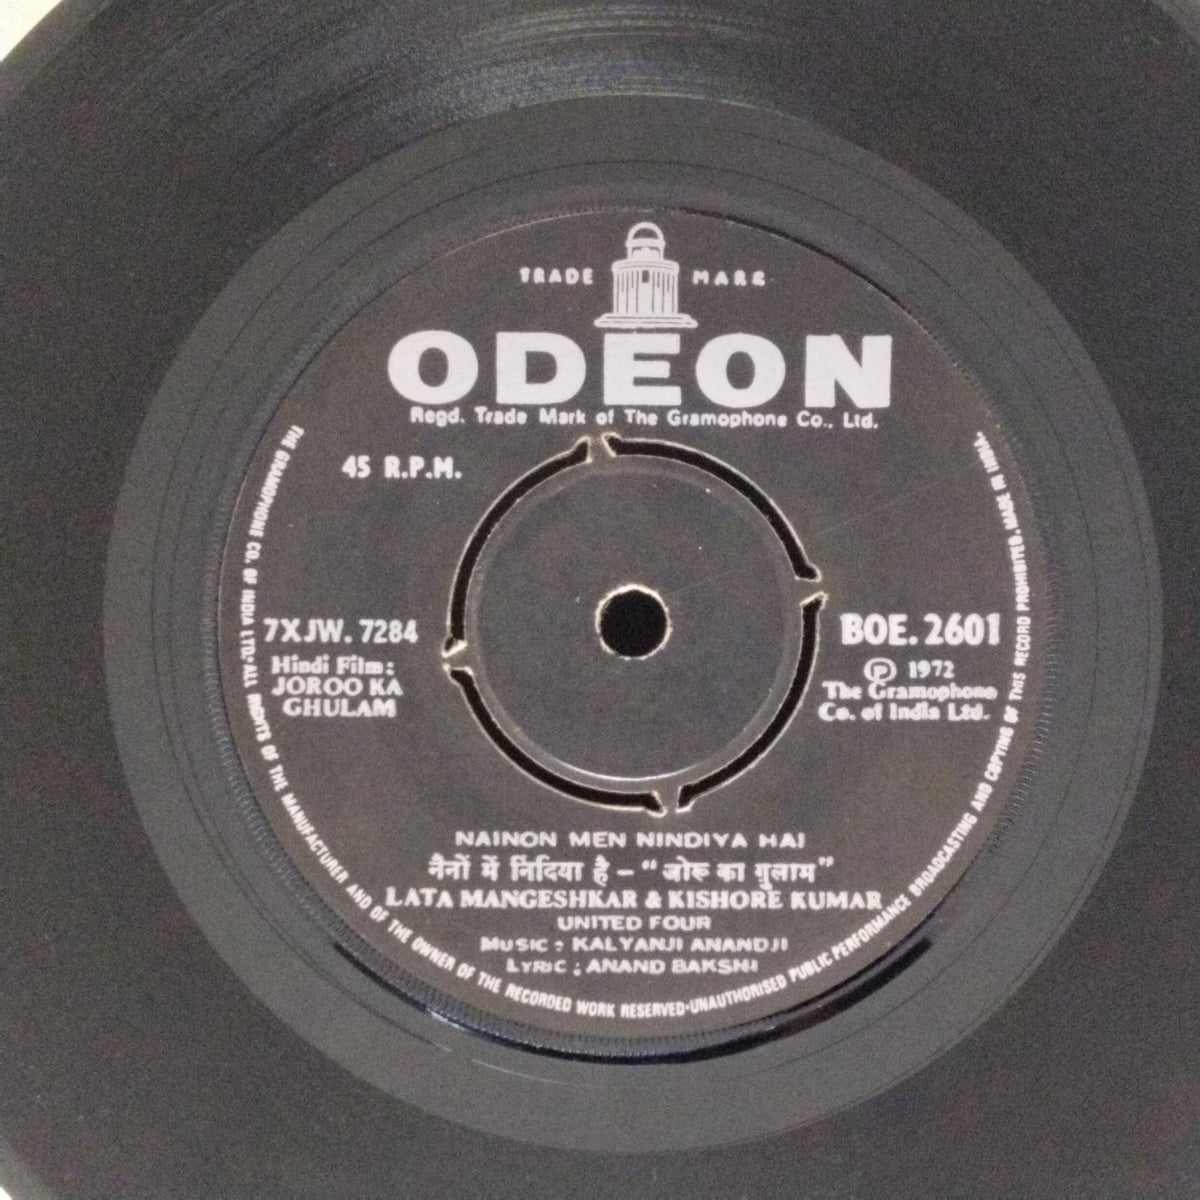 TRADE MARK
ODEON
Regd. Trade Mark of The Gramophone Co., Ltd.
45 R.P.M.
7XJW. 7284
Hindi Film:
JOROO KA
GHULAM
BOE. 2601
Ⓟ 1972
The Gramophone
Co. of India Ltd.
NAINON MEN NINDIYA HAI
नैनों में निंदिया है – "जोरू का गुलाम"
LATA MANGESHKAR & KISHORE KUMAR
UNITED FOUR
MUSIC : KALYANJI ANANDJI
LYRIC : ANAND BAKSHI
THE GRAMOPHONE CO. OF INDIA LTD.·ALL RIGHTS OF THE MANUFACTURER AND OF THE OWNER OF THE RECORDED WORK RESERVED·UNAUTHORISED PUBLIC PERFORMANCE BROADCASTING AND COPYING OF THIS RECORD PROHIBITED. MADE IN INDIA.